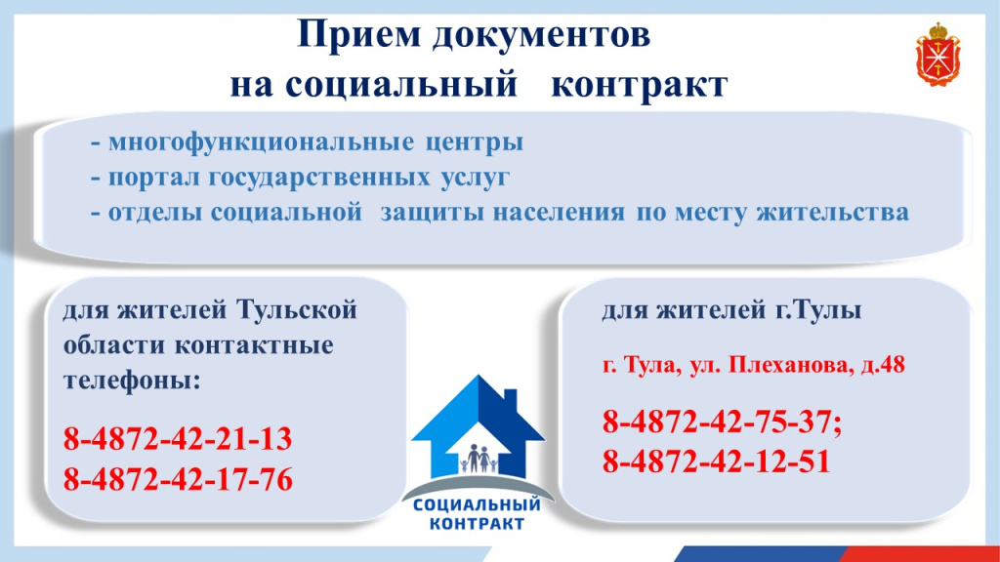 Прием документов
на социальный контракт
- многофункциональные центры
- портал государственных услуг
- отделы социальной защиты населения по месту жительства
для жителей Тульской
области контактные
телефоны:
8-4872-42-21-13
8-4872-42-17-76
СОЦИАЛЬНЫЙ
КОНТРАКТ
для жителей г.Тулы
г. Тула, ул. Плеханова, д.48
8-4872-42-75-37;
8-4872-42-12-51